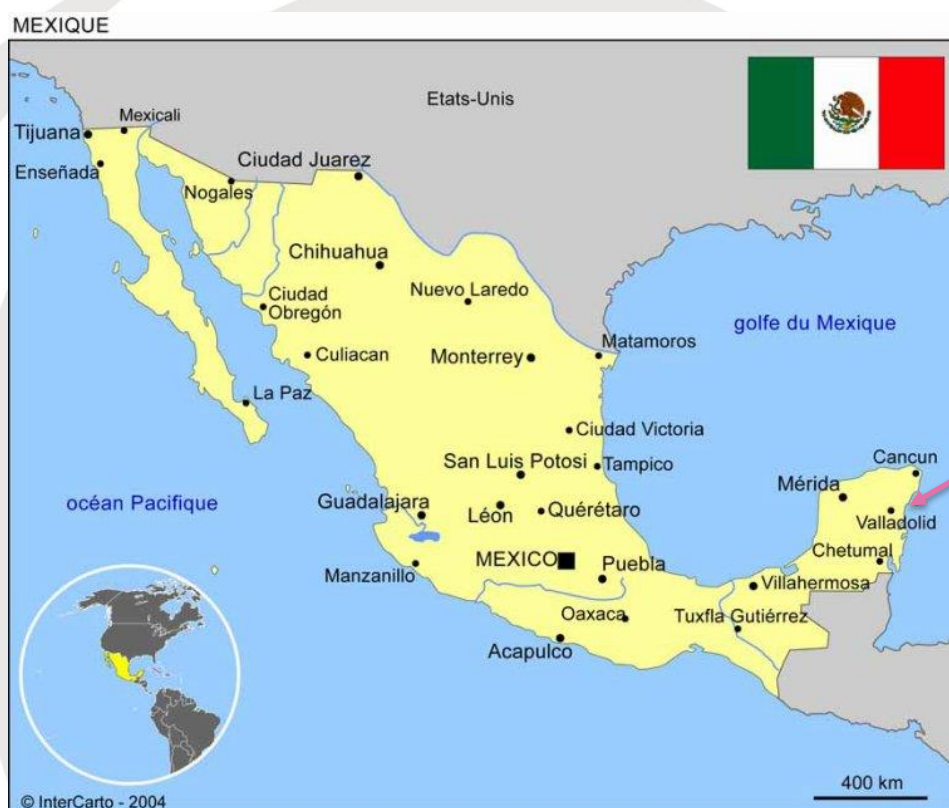 MEXIQUE
Etats-Unis
Mexicali
Tijuana
Enseñada
Nogales
Ciudad Juarez
Chihuahua
Nuevo Laredo
Ciudad
Obregón
golfe du Mexique
Matamoros
Culiacan
Monterrey
La Paz
Ciudad Victoria
Cancun
San Luis Potosi
Tampico
Mérida
océan Pacifique
Guadalajara
Léon
Quérétaro
Valladolid
Chetumal
MEXICO
Puebla
Manzanillo
Villahermosa
Oaxaca
Tuxfla Gutiérrez
Acapulco
400 km
© InterCarto - 2004